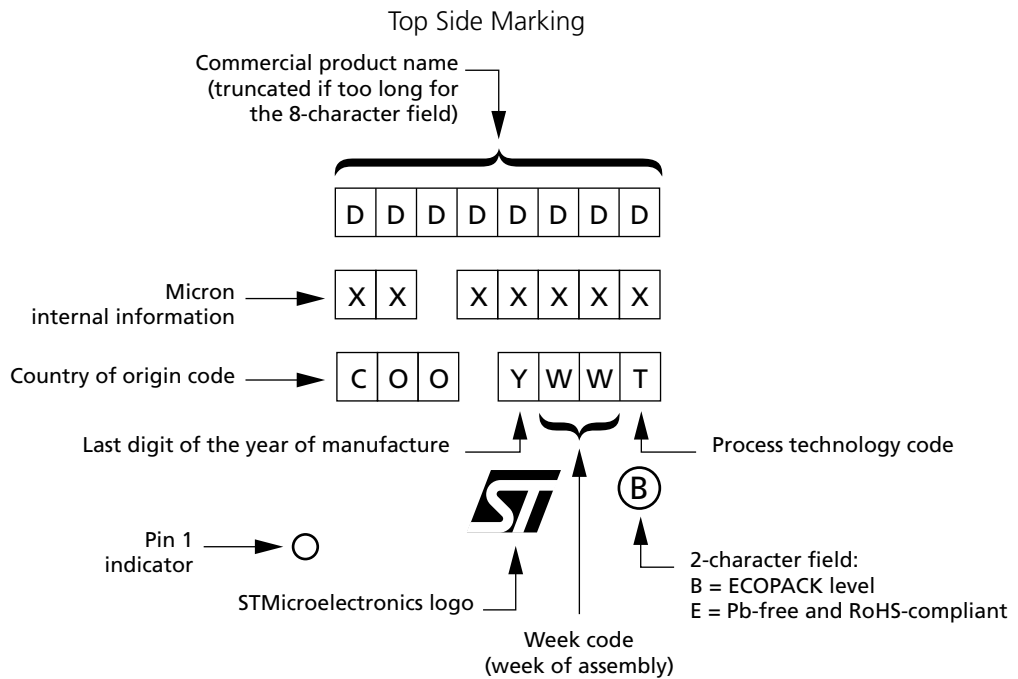 Top Side Marking
Commercial product name
(truncated if too long for
the 8-character field)
D D D D D D D D
Micron
internal information
X X X X X X X
Country of origin code
C O O Y W W T
Last digit of the year of manufacture
Process technology code
ST
B
Pin 1
indicator
2-character field:
B = ECOPACK level
E = Pb-free and RoHS-compliant
STMicroelectronics logo
Week code
(week of assembly)